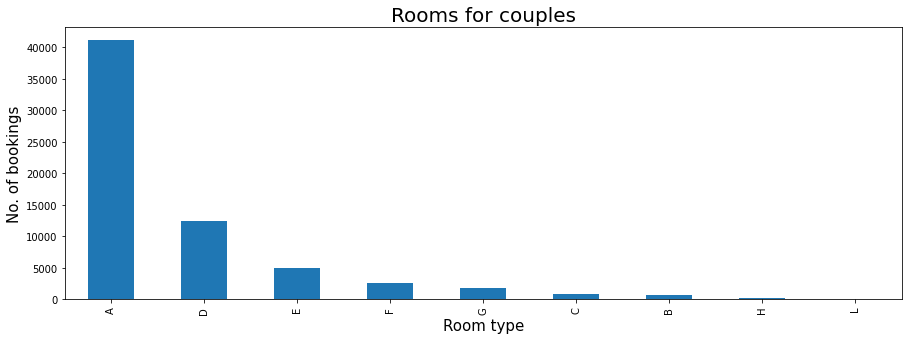 Rooms for couples
No. of bookings
40000
35000
30000
25000
20000
15000
10000
5000
0
A D E F G C B H L
Room type